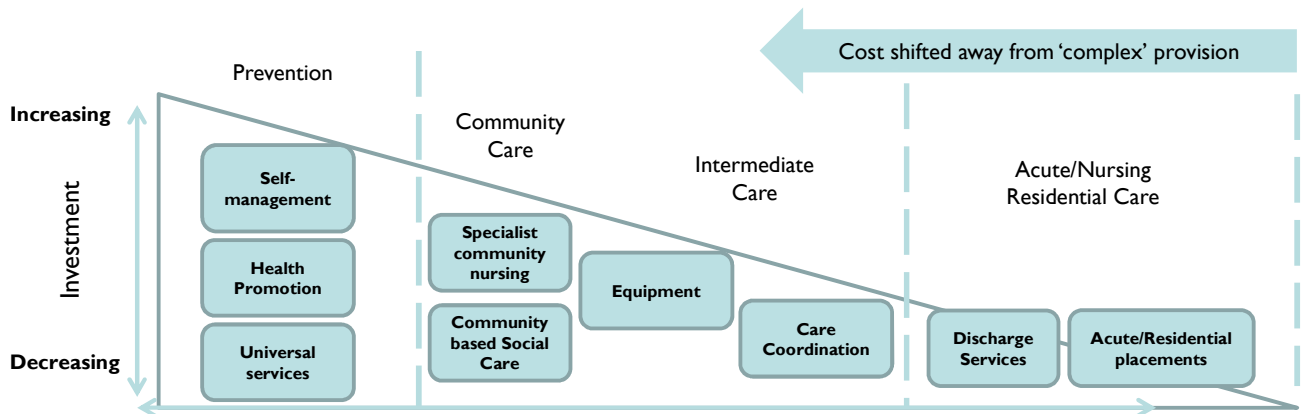 Cost shifted away from ‘complex’ provision
Prevention
Increasing
Community
Care
Intermediate
Care
Acute/Nursing
Residential Care
Self-
management
Specialist
community
nursing
Investment
Health
Promotion
Equipment
Community
based Social
Care
Care
Coordination
Discharge
Services
Acute/Residential
placements
Universal
services
Decreasing